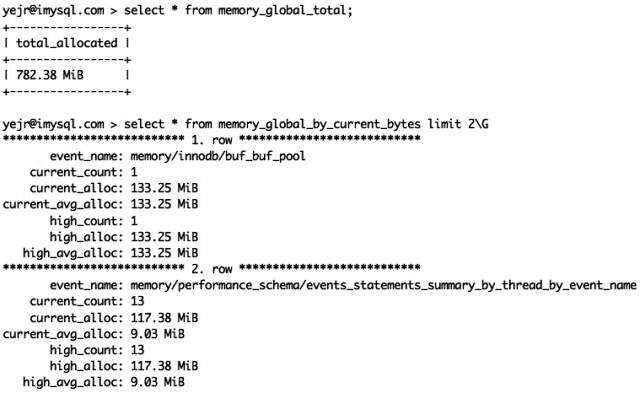 yejr@imysql.com > select * from memory_global_total;
+-----------------+
| total_allocated |
+-----------------+
| 782.38 MiB      |
+-----------------+
yejr@imysql.com > select * from memory_global_by_current_bytes limit 2\G
*************************** 1. row ***************************
       event_name: memory/innodb/buf_buf_pool
    current_count: 1
    current_alloc: 133.25 MiB
current_avg_alloc: 133.25 MiB
       high_count: 1
       high_alloc: 133.25 MiB
   high_avg_alloc: 133.25 MiB
*************************** 2. row ***************************
       event_name: memory/performance_schema/events_statements_summary_by_thread_by_event_name
    current_count: 13
    current_alloc: 117.38 MiB
current_avg_alloc: 9.03 MiB
       high_count: 13
       high_alloc: 117.38 MiB
   high_avg_alloc: 9.03 MiB